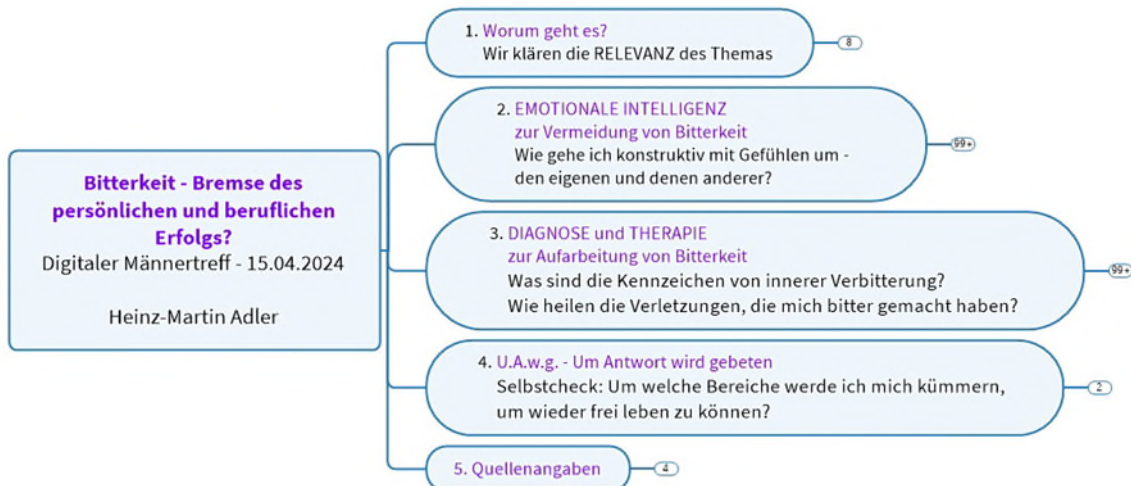 Bitterkeit - Bremse des
persönlichen und beruflichen
Erfolgs?
Digitaler Männertreff - 15.04.2024
Heinz-Martin Adler
1. Worum geht es?
Wir klären die RELEVANZ des Themas
8
2. EMOTIONALE INTELLIGENZ
zur Vermeidung von Bitterkeit
Wie gehe ich konstruktiv mit Gefühlen um -
den eigenen und denen anderer?
99+
3. DIAGNOSE und THERAPIE
zur Aufarbeitung von Bitterkeit
Was sind die Kennzeichen von innerer Verbitterung?
Wie heilen die Verletzungen, die mich bitter gemacht haben?
99+
4. U.A.w.g. - Um Antwort wird gebeten
Selbstcheck: Um welche Bereiche werde ich mich kümmern,
um wieder frei leben zu können?
2
5. Quellenangaben
4